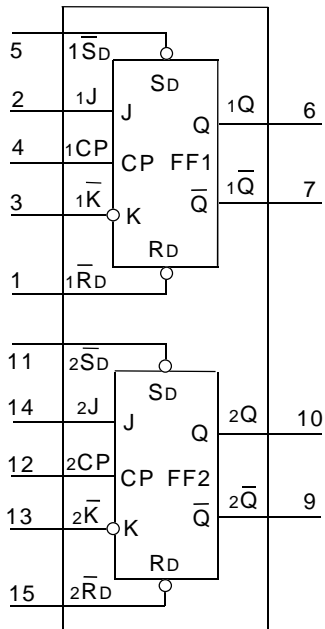 5 1S̅D
SD
2 1J J Q 1Q 6
4 1CP CP FF1
3 1K̅ K Q̅ 1Q̅ 7
RD
1 1R̅D
11 2S̅D
SD
14 2J J Q 2Q 10
12 2CP CP FF2
13 2K̅ K Q̅ 2Q̅ 9
RD
15 2R̅D